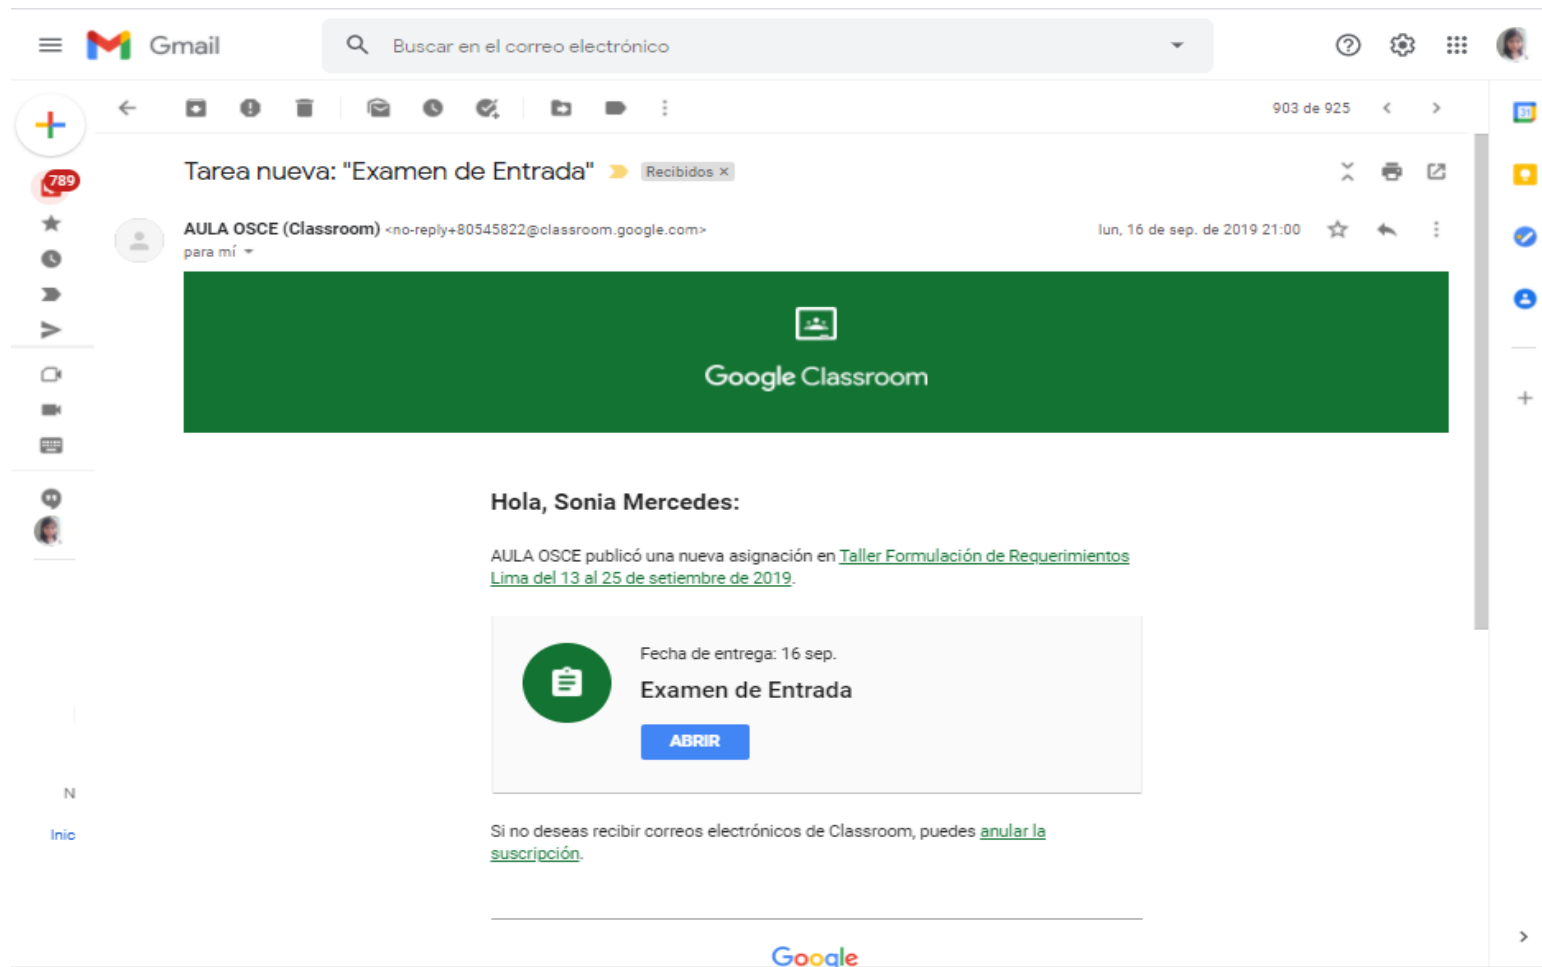 Gmail
Buscar en el correo electrónico
903 de 925
31
789
Tarea nueva: "Examen de Entrada"
Recibidos ×
AULA OSCE (Classroom) <no-reply+80545822@classroom.google.com>
lun, 16 de sep. de 2019 21:00
para mí
Google Classroom
Hola, Sonia Mercedes:
AULA OSCE publicó una nueva asignación en Taller Formulación de Requerimientos
Lima del 13 al 25 de setiembre de 2019.
Fecha de entrega: 16 sep.
Examen de Entrada
ABRIR
N
Inic
Si no deseas recibir correos electrónicos de Classroom, puedes anular la
suscripción.
Google